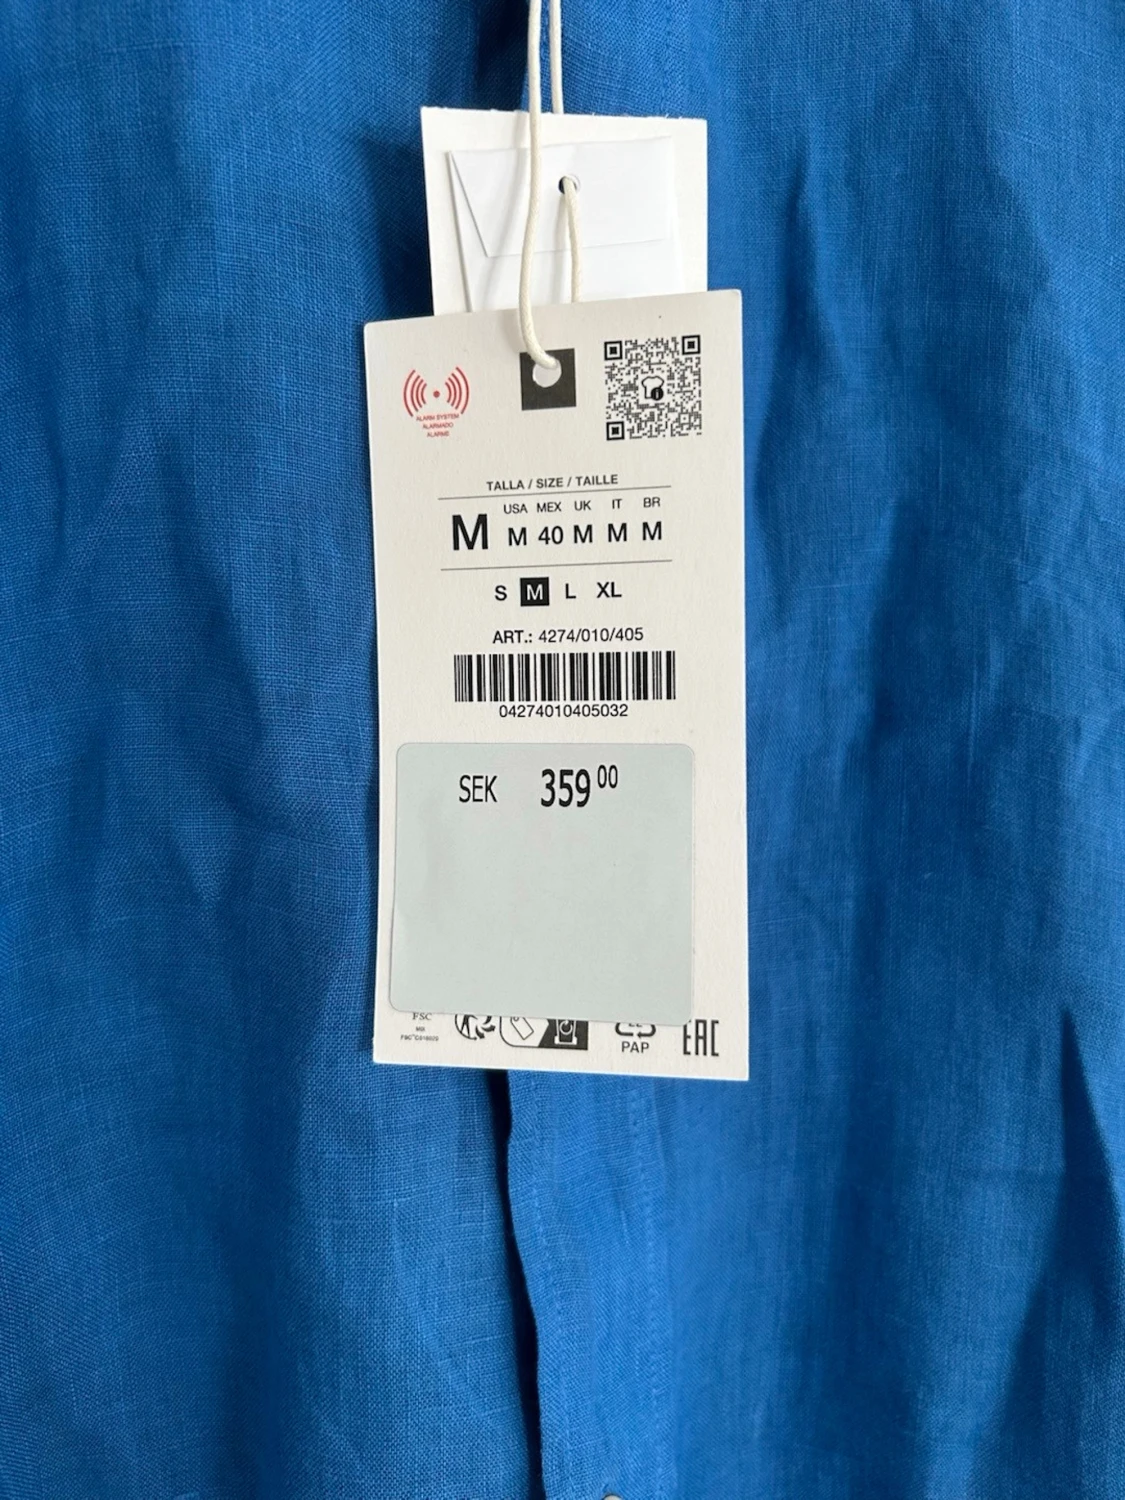 ALARM SYSTEM
ALARMADO
ALARME
TALLA / SIZE / TAILLE
USA MEX UK IT BR
M M 40 M M M
S M L XL
ART.: 4274/010/405
04274010405032
SEK 359 00
FSC
MIX
PAP
EAC